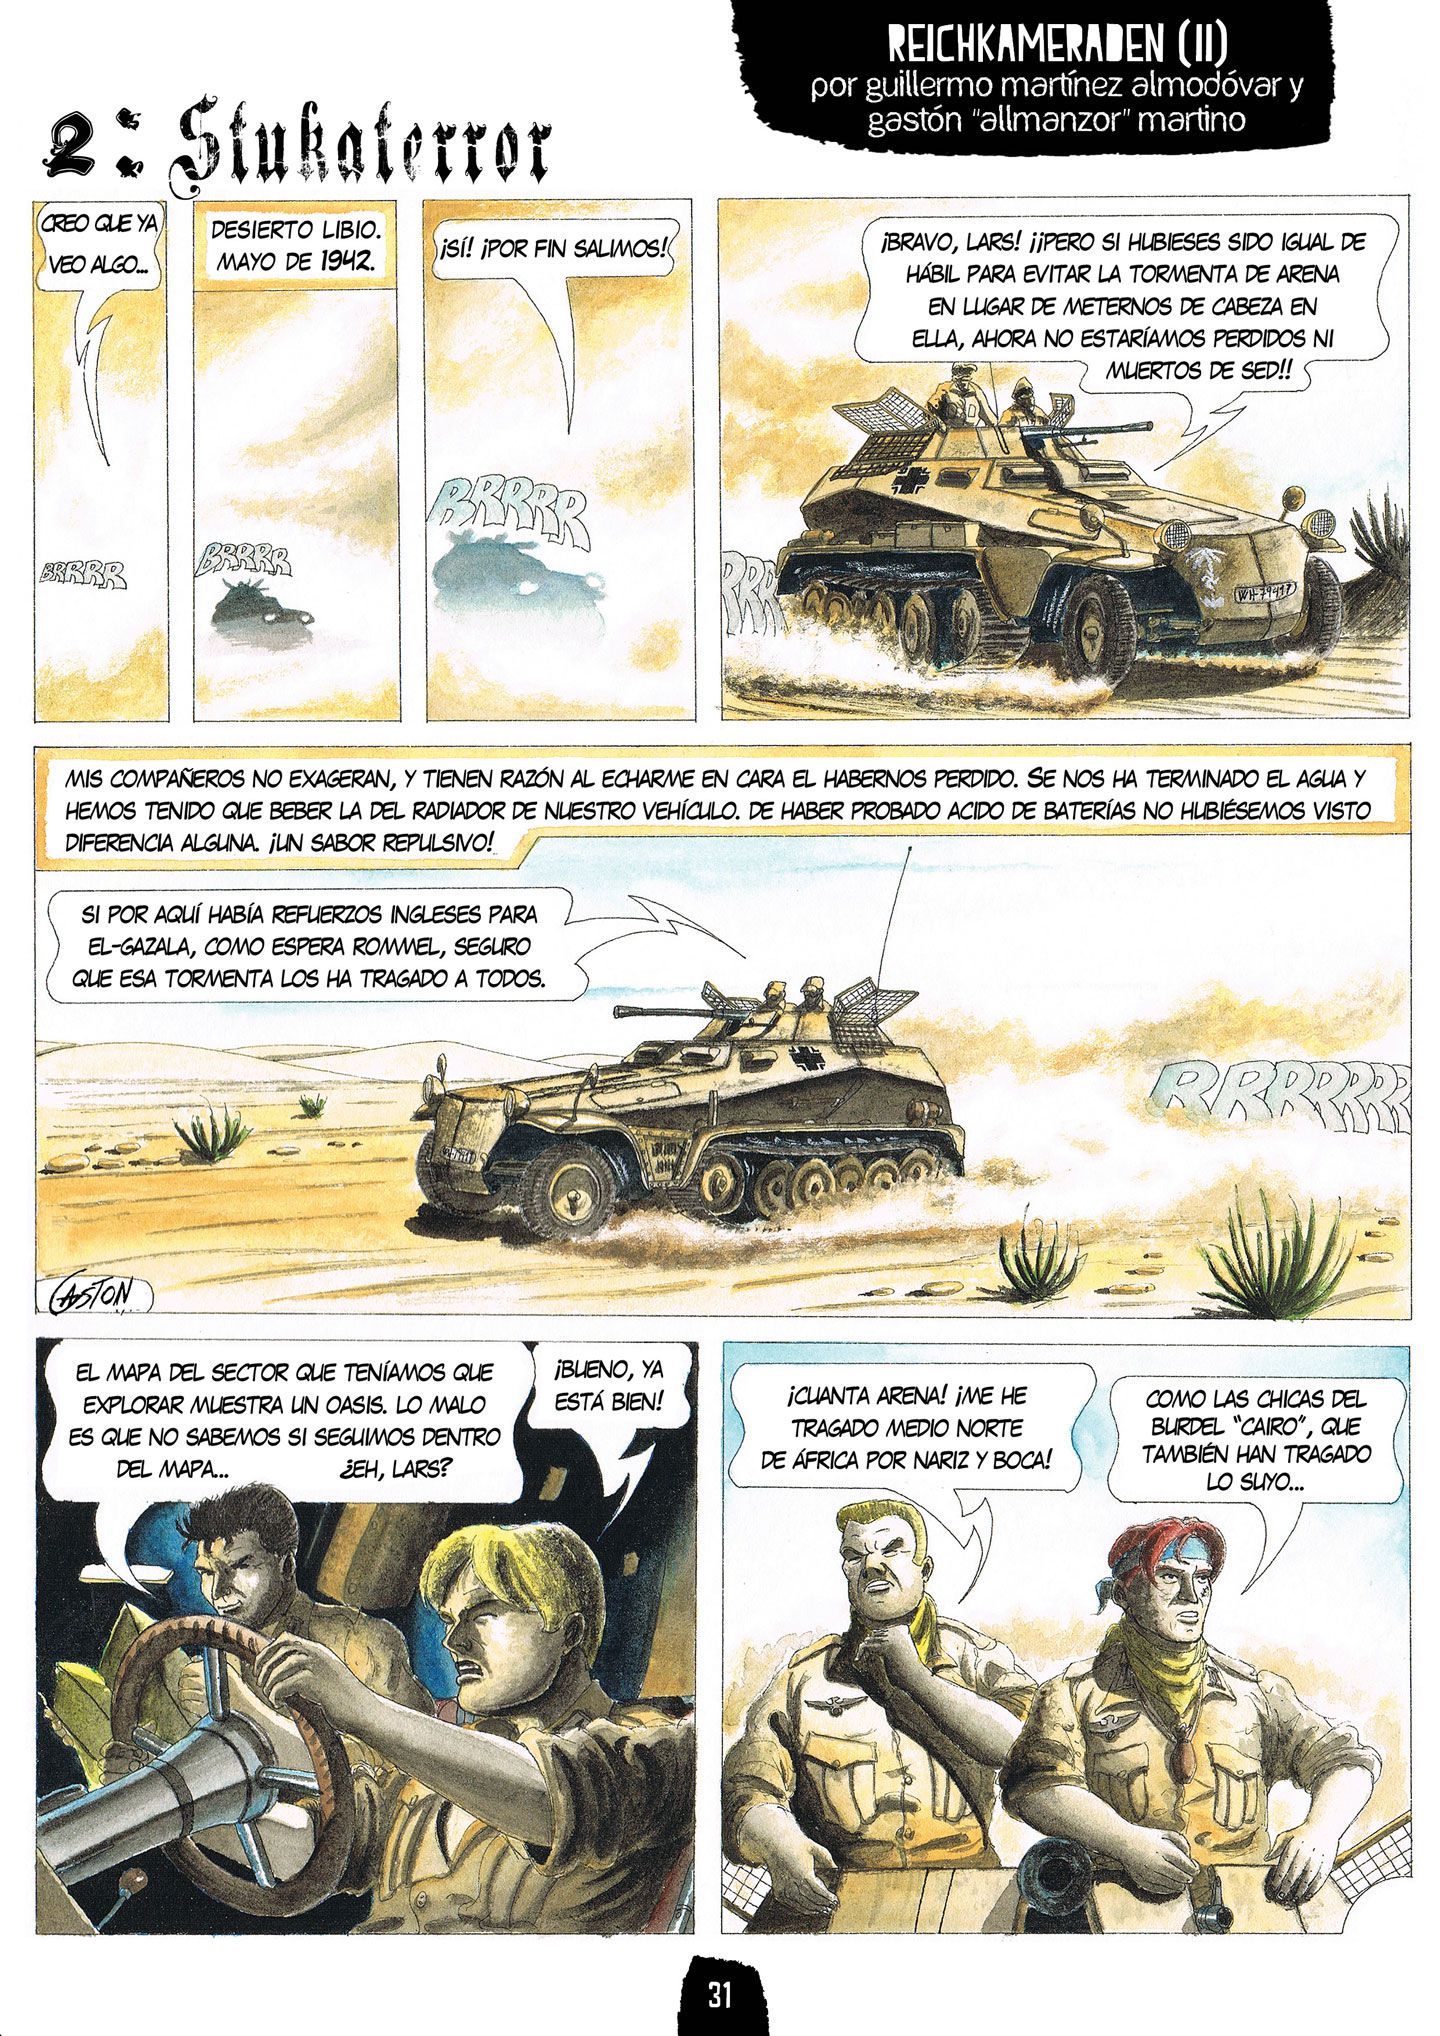 REICHKAMERADEN (II)
por guillermo martínez almodóvar y
gastón "allmanzor" martino
2: Stukaterror
CREO QUE YA
VEO ALGO...
BRRRR
DESIERTO LIBIO.
MAYO DE 1942.
BRRRR
¡SÍ! ¡POR FIN SALIMOS!
BRRRR
¡BRAVO, LARS! ¡¡PERO SI HUBIESES SIDO IGUAL DE
HÁBIL PARA EVITAR LA TORMENTA DE ARENA
EN LUGAR DE METERNOS DE CABEZA EN
ELLA, AHORA NO ESTARÍAMOS PERDIDOS NI
MUERTOS DE SED!!
RRR
WH-79417
MIS COMPAÑEROS NO EXAGERAN, Y TIENEN RAZÓN AL ECHARME EN CARA EL HABERNOS PERDIDO. SE NOS HA TERMINADO EL AGUA Y
HEMOS TENIDO QUE BEBER LA DEL RADIADOR DE NUESTRO VEHÍCULO. DE HABER PROBADO ACIDO DE BATERÍAS NO HUBIÉSEMOS VISTO
DIFERENCIA ALGUNA. ¡UN SABOR REPULSIVO!
SI POR AQUÍ HABÍA REFUERZOS INGLESES PARA
EL-GAZALA, COMO ESPERA ROMMEL, SEGURO
QUE ESA TORMENTA LOS HA TRAGADO A TODOS.
RRRRRRRR
GASTON
EL MAPA DEL SECTOR QUE TENÍAMOS QUE
EXPLORAR MUESTRA UN OASIS. LO MALO
ES QUE NO SABEMOS SI SEGUIMOS DENTRO
DEL MAPA... ¿EH, LARS?
¡BUENO, YA
ESTÁ BIEN!
¡CUANTA ARENA! ¡ME HE
TRAGADO MEDIO NORTE
DE ÁFRICA POR NARIZ Y BOCA!
COMO LAS CHICAS DEL
BURDEL "CAIRO", QUE
TAMBIÉN HAN TRAGADO
LO SUYO...
31